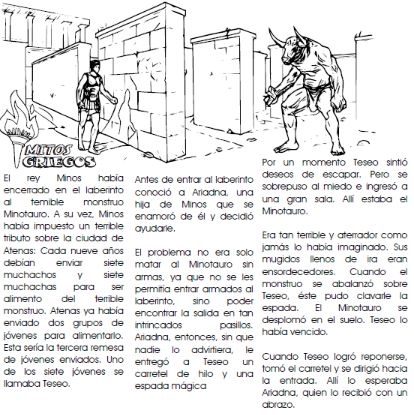 MITOS
GRIEGOS
El rey Minos había
encerrado en el laberinto
al temible monstruo
Minotauro. A su vez, Minos
había impuesto un terrible
tributo sobre la ciudad de
Atenas: Cada nueve años
debían enviar siete
muchachos y siete
muchachas para ser
alimento del terrible
monstruo. Atenas ya había
enviado dos grupos de
jóvenes para alimentarlo.
Esta sería la tercera remesa
de jóvenes enviados. Uno
de los siete jóvenes se
llamaba Teseo.
Antes de entrar al laberinto
conoció a Ariadna, una
hija de Minos que se
enamoró de él y decidió
ayudarle.
El problema no era solo
matar al Minotauro sin
armas, ya que no se les
permitía entrar armados al
laberinto, sino poder
encontrar la salida en tan
intrincados pasillos.
Ariadna, entonces, sin que
nadie lo advirtiera, le
entregó a Teseo un
carretel de hilo y una
espada mágica
Por un momento Teseo sintió
deseos de escapar. Pero se
sobrepuso al miedo e ingresó a
una gran sala. Allí estaba el
Minotauro.
Era tan terrible y aterrador como
jamás lo había imaginado. Sus
mugidos llenos de ira eran
ensordecedores. Cuando el
monstruo se abalanzó sobre
Teseo, éste pudo clavarle la
espada. El Minotauro se
desplomó en el suelo. Teseo lo
había vencido.
Cuando Teseo logró reponerse,
tomó el carretel y se dirigió hacia
la entrada. Allí lo esperaba
Ariadna, quien lo recibió con un
abrazo.